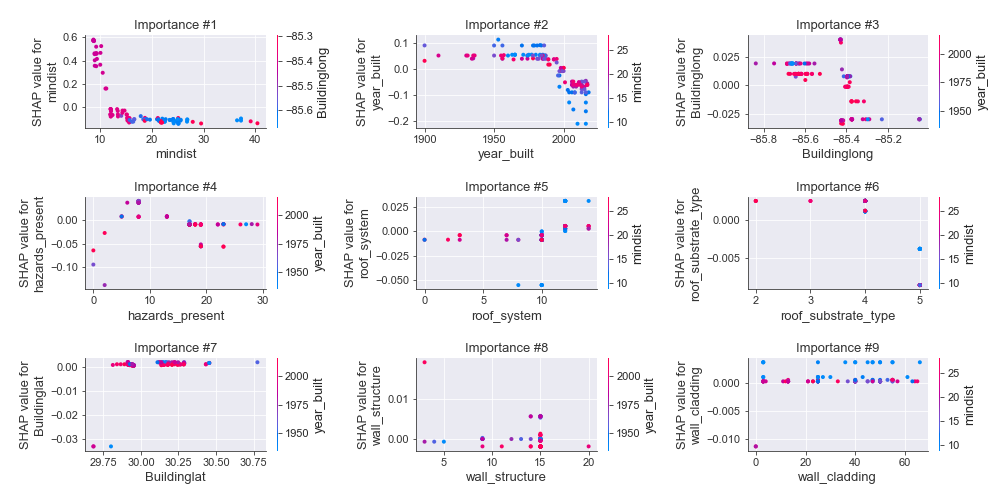 Importance #1
SHAP value for
mindist
0.6
0.4
0.2
0.0
10
20
30
40
mindist
−85.3
−85.4
−85.5
−85.6
Buildinglong
Importance #2
SHAP value for
year_built
0.1
0.0
−0.1
−0.2
1900
1950
2000
year_built
25
20
15
10
mindist
Importance #3
SHAP value for
Buildinglong
0.025
0.000
−0.025
−85.8
−85.6
−85.4
−85.2
Buildinglong
2000
1975
1950
year_built
Importance #4
SHAP value for
hazards_present
0.00
−0.05
−0.10
0
10
20
30
hazards_present
2000
1975
1950
year_built
Importance #5
SHAP value for
roof_system
0.025
0.000
−0.025
−0.050
0
5
10
roof_system
25
20
15
10
mindist
Importance #6
SHAP value for
roof_substrate_type
0.000
−0.005
2
3
4
5
roof_substrate_type
25
20
15
10
mindist
Importance #7
SHAP value for
Buildinglat
0.00
−0.01
−0.02
−0.03
29.75
30.00
30.25
30.50
30.75
Buildinglat
2000
1975
1950
year_built
Importance #8
SHAP value for
wall_structure
0.01
0.00
5
10
15
20
wall_structure
2000
1975
1950
year_built
Importance #9
SHAP value for
wall_cladding
0.000
−0.005
−0.010
0
20
40
60
wall_cladding
25
20
15
10
mindist